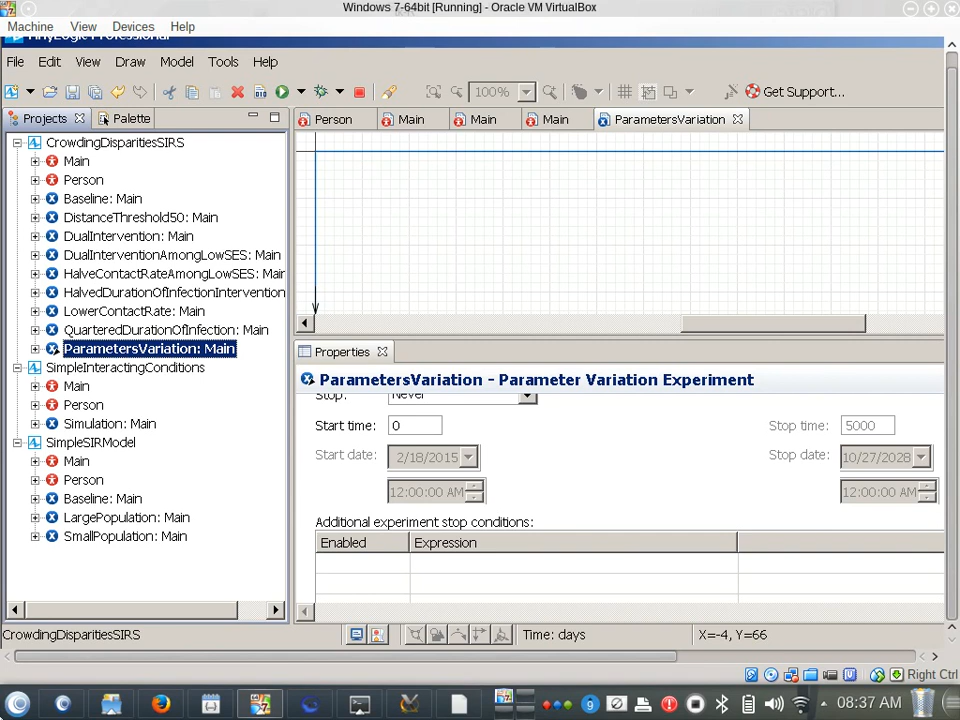 Windows 7-64bit [Running] - Oracle VM VirtualBox
Machine View Devices Help
AnyLogic Professional
File Edit View Draw Model Tools Help
100% Get Support...
Projects Palette
Person Main Main Main ParametersVariation
CrowdingDisparitiesSIRS
Main
Person
Baseline: Main
DistanceThreshold50: Main
DualIntervention: Main
DualInterventionAmongLowSES: Main
HalveContactRateAmongLowSES: Mair
HalvedDurationOfInfectionIntervention
LowerContactRate: Main
QuarteredDurationOfInfection: Main
ParametersVariation: Main
SimpleInteractingConditions
Main
Person
Simulation: Main
SimpleSIRModel
Main
Person
Baseline: Main
LargePopulation: Main
SmallPopulation: Main
Properties
ParametersVariation - Parameter Variation Experiment
Stop: Never
Start time: 0 Stop time: 5000
Start date: 2/18/2015 Stop date: 10/27/2028
12:00:00 AM 12:00:00 AM
Additional experiment stop conditions:
Enabled Expression
CrowdingDisparitiesSIRS Time: days X=-4, Y=66
Right Ctrl
9 08:37 AM